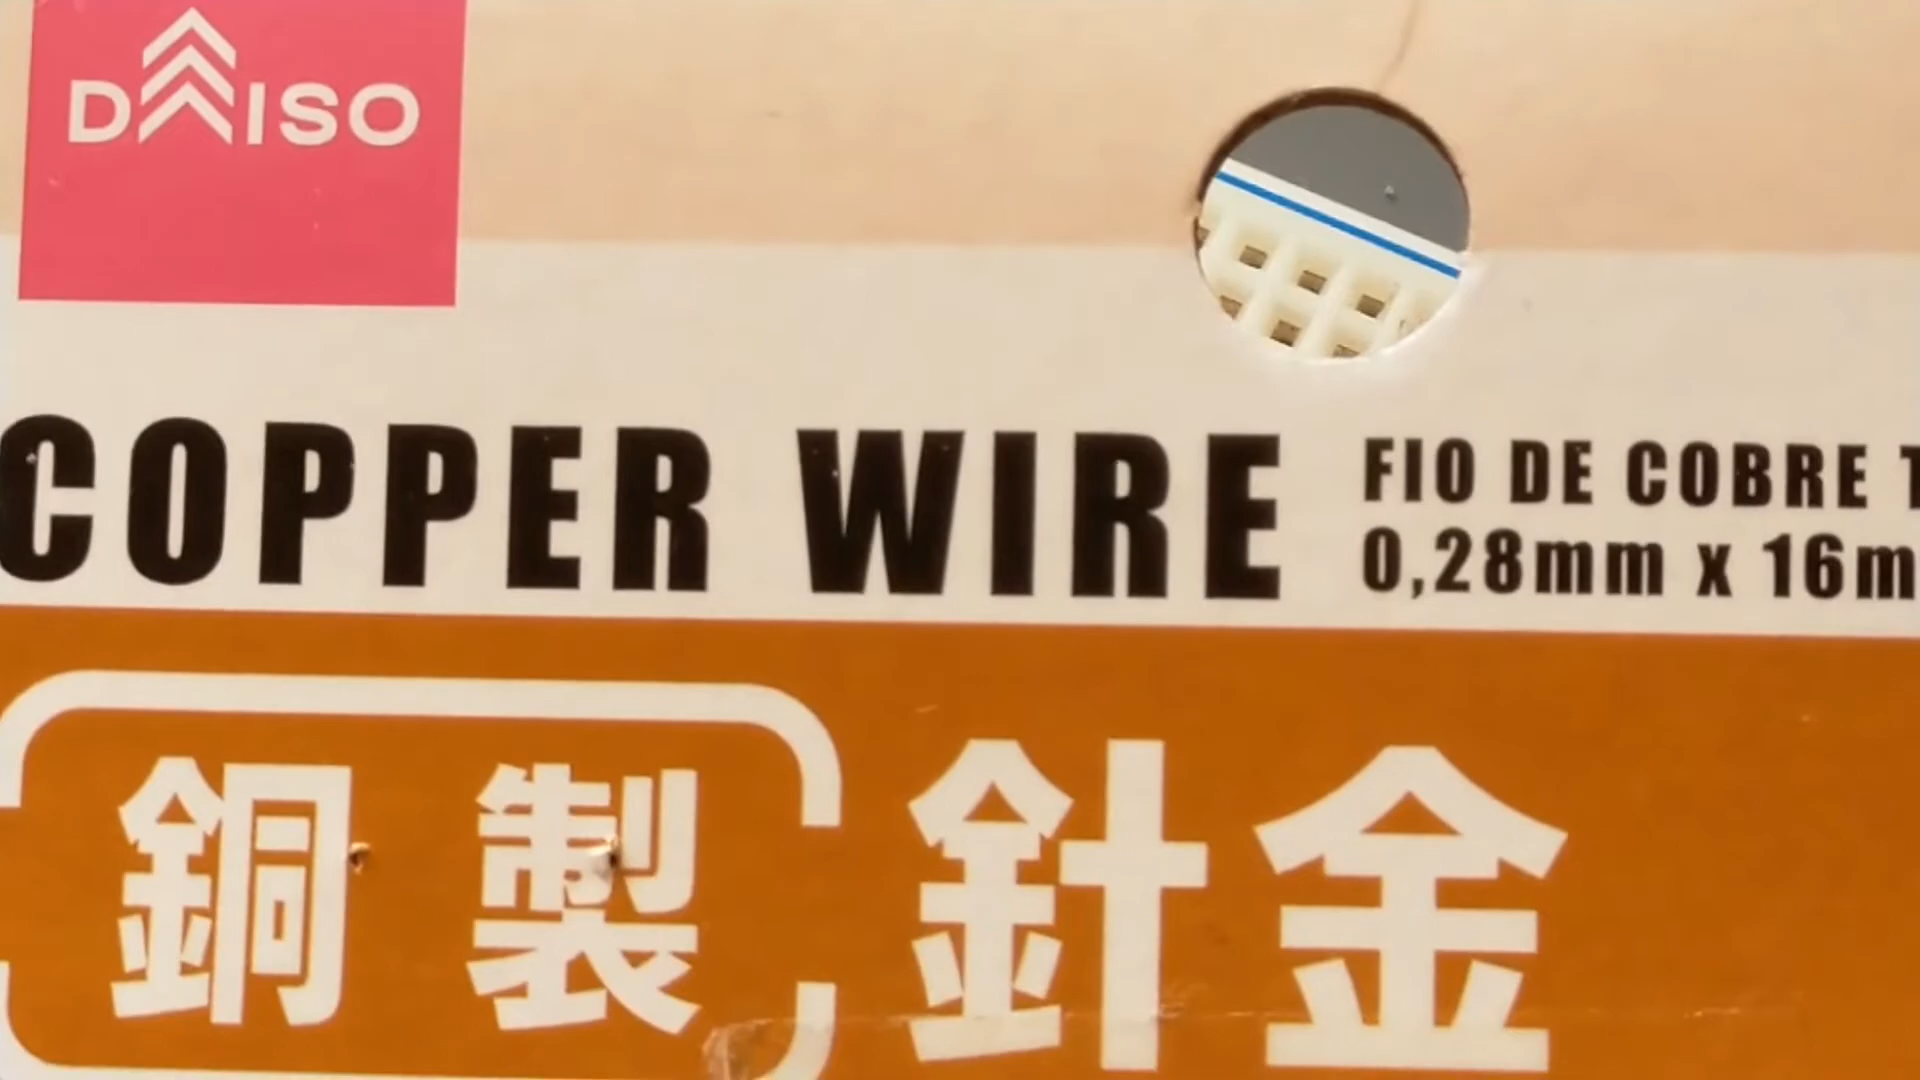 DAISO
COPPER WIRE
FIO DE COBRE
0,28mm x 16m
銅製 針金